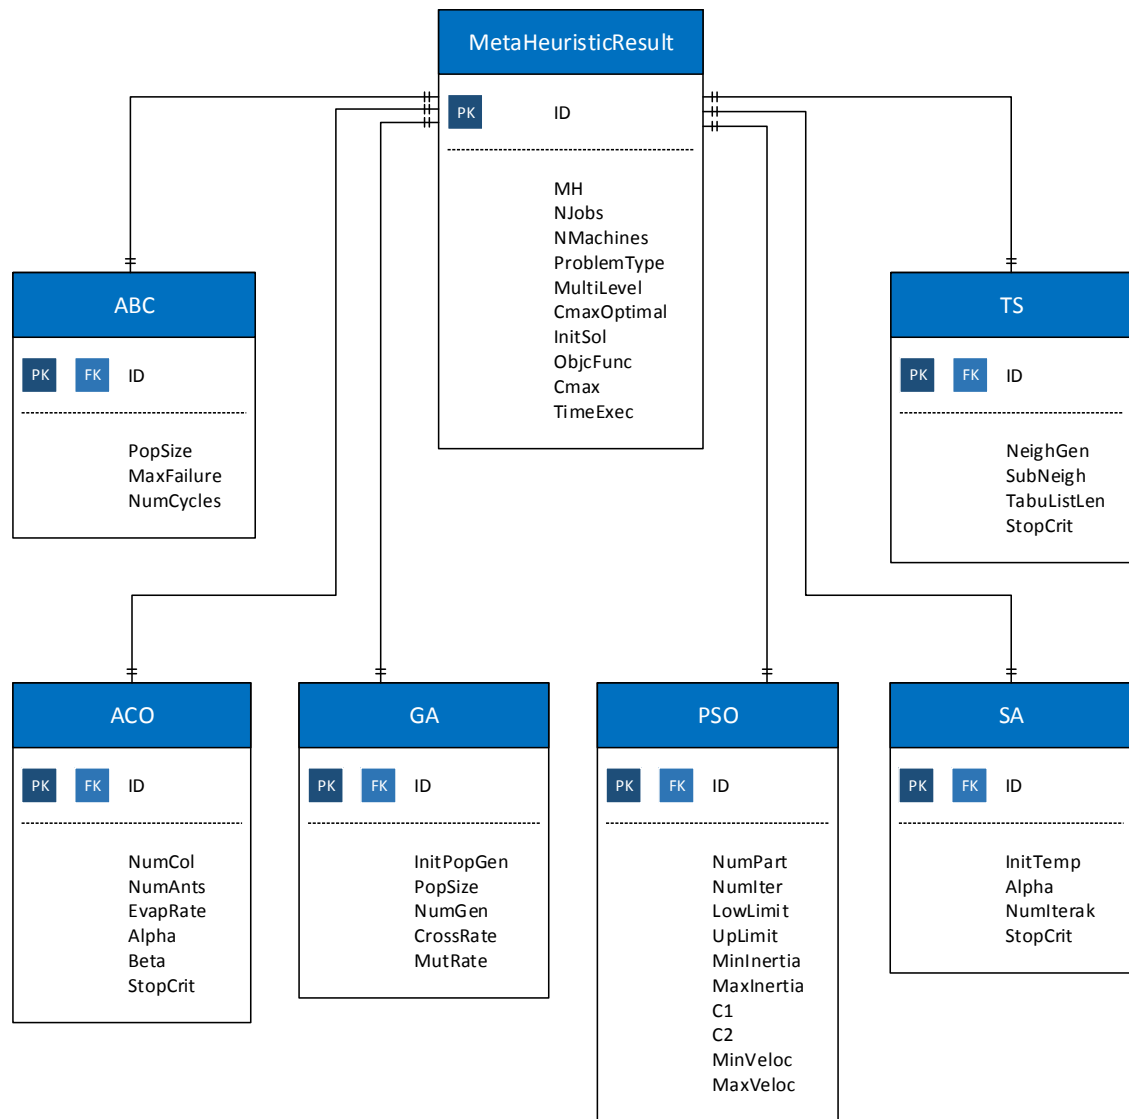 MetaHeuristicResult
PK ID
MH
NJobs
NMachines
ProblemType
MultiLevel
CmaxOptimal
InitSol
ObjcFunc
Cmax
TimeExec
ABC
PK FK ID
PopSize
MaxFailure
NumCycles
TS
PK FK ID
NeighGen
SubNeigh
TabuListLen
StopCrit
ACO
PK FK ID
NumCol
NumAnts
EvapRate
Alpha
Beta
StopCrit
GA
PK FK ID
InitPopGen
PopSize
NumGen
CrossRate
MutRate
PSO
PK FK ID
NumPart
NumIter
LowLimit
UpLimit
MinInertia
MaxInertia
C1
C2
MinVeloc
MaxVeloc
SA
PK FK ID
InitTemp
Alpha
NumIterak
StopCrit